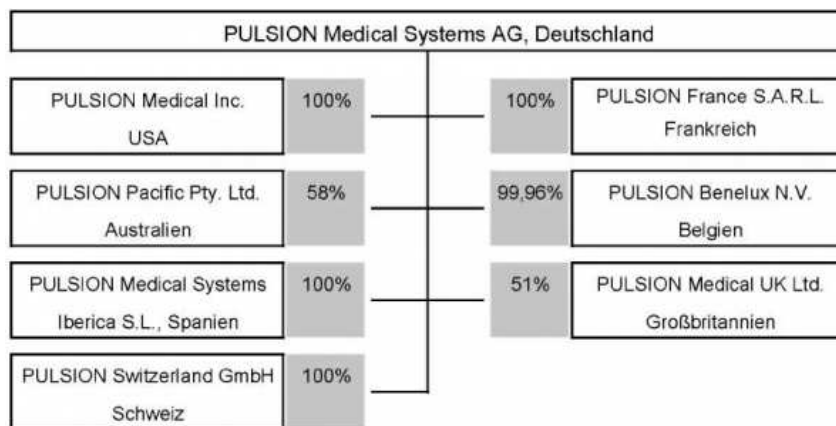 PULSION Medical Systems AG, Deutschland
PULSION Medical Inc.
USA
100%
100%
PULSION France S.A.R.L.
Frankreich
PULSION Pacific Pty. Ltd.
Australien
58%
99,96%
PULSION Benelux N.V.
Belgien
PULSION Medical Systems
Iberica S.L., Spanien
100%
51%
PULSION Medical UK Ltd.
Großbritannien
PULSION Switzerland GmbH
Schweiz
100%